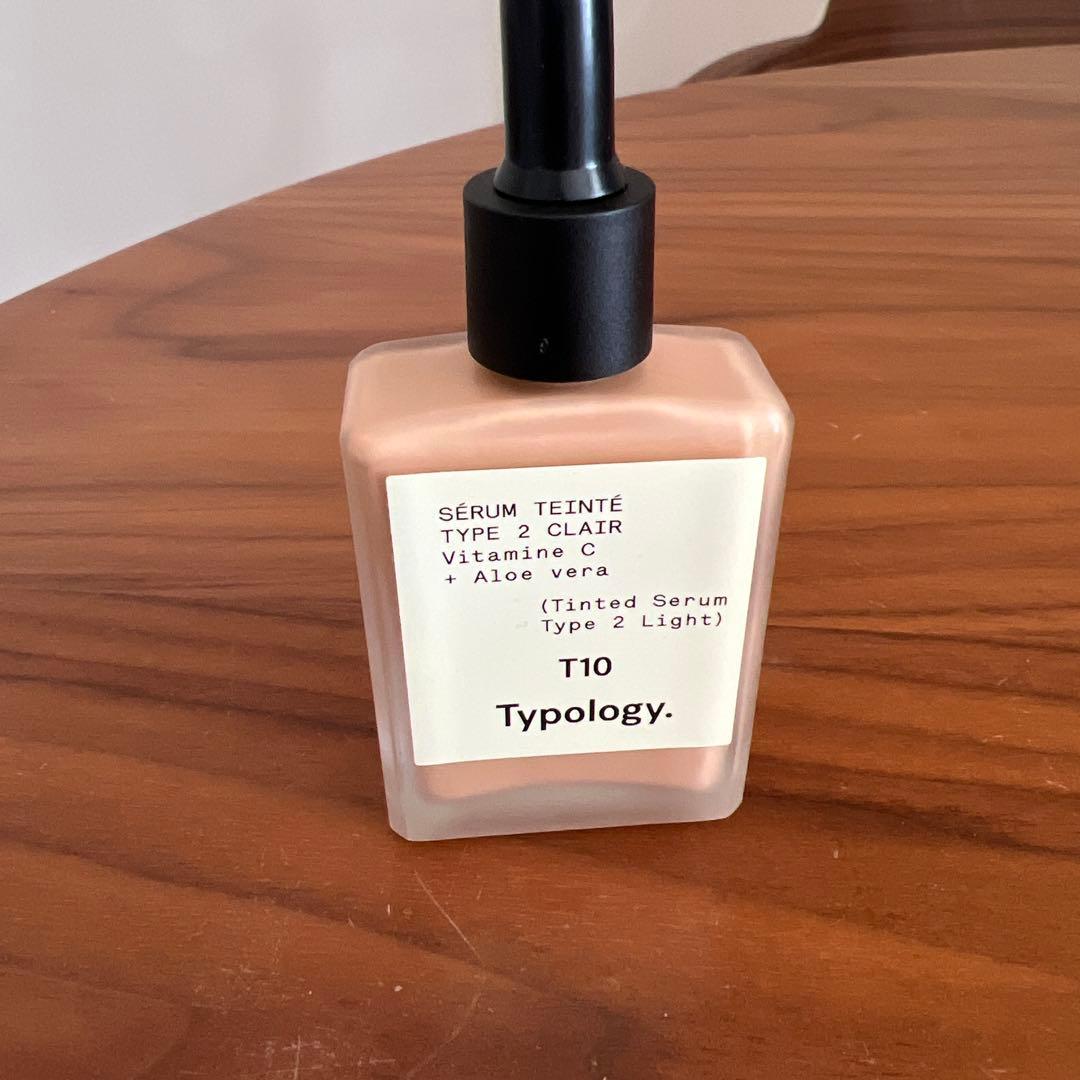 SÉRUM TEINTÉ
TYPE 2 CLAIR
Vitamine C
+ Aloe vera
(Tinted Serum
Type 2 Light)
T10
Typology.